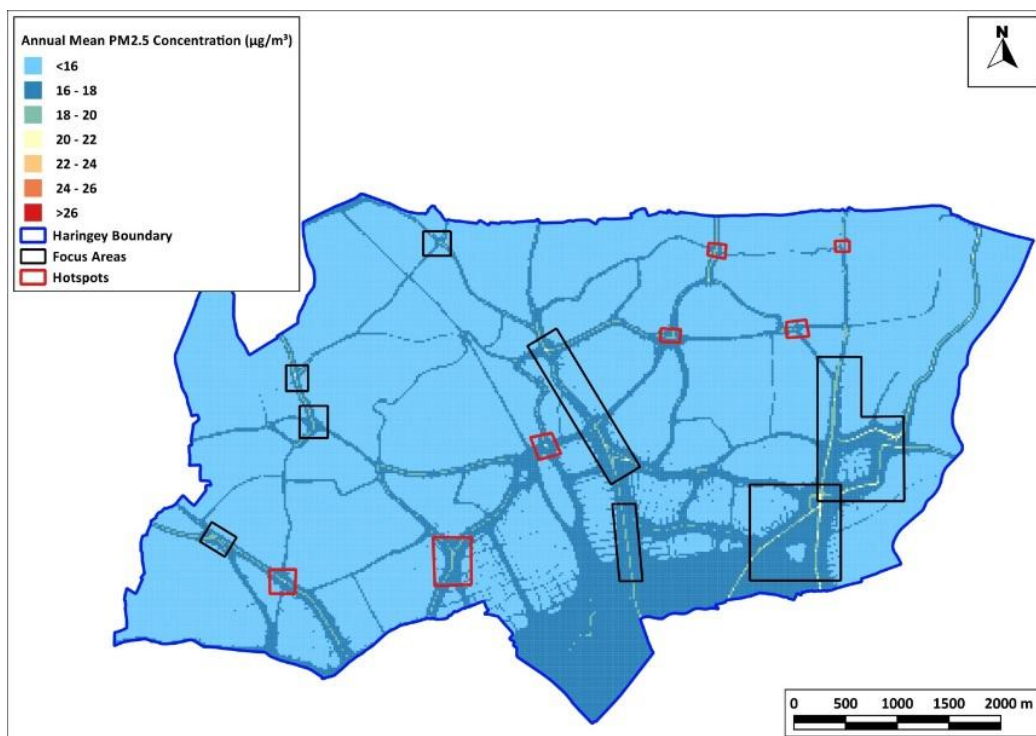 Annual Mean PM2.5 Concentration (µg/m³)
<16
16 - 18
18 - 20
20 - 22
22 - 24
24 - 26
>26
Haringey Boundary
Focus Areas
Hotspots
N
0 500 1000 1500 2000 m